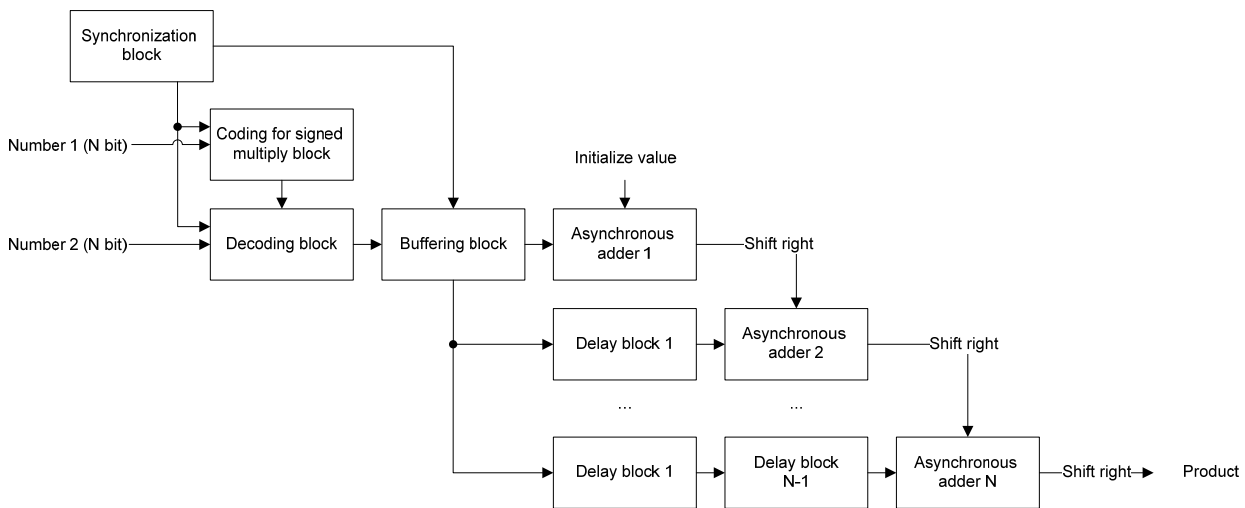 Synchronization
block
Number 1 (N bit)
Coding for signed
multiply block
Initialize value
Number 2 (N bit)
Decoding block
Buffering block
Asynchronous
adder 1
Shift right
Delay block 1
Asynchronous
adder 2
Shift right
...
...
Delay block 1
Delay block
N-1
Asynchronous
adder N
Shift right
Product